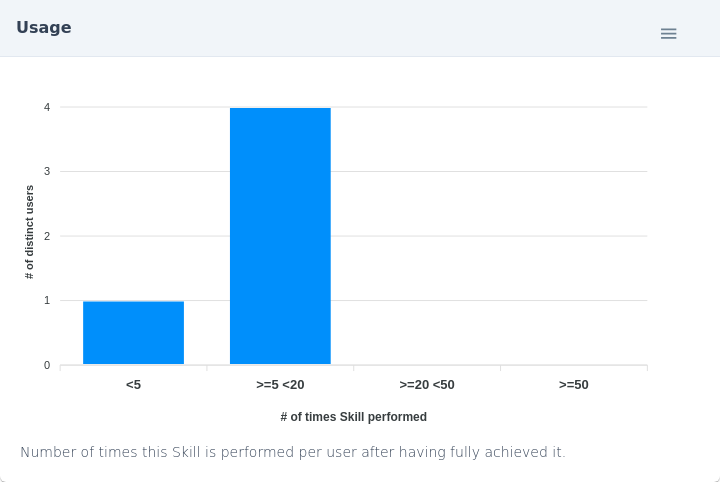 Usage
4
3
2
1
0
# of distinct users
<5
>=5 <20
>=20 <50
>=50
# of times Skill performed
Number of times this Skill is performed per user after having fully achieved it.